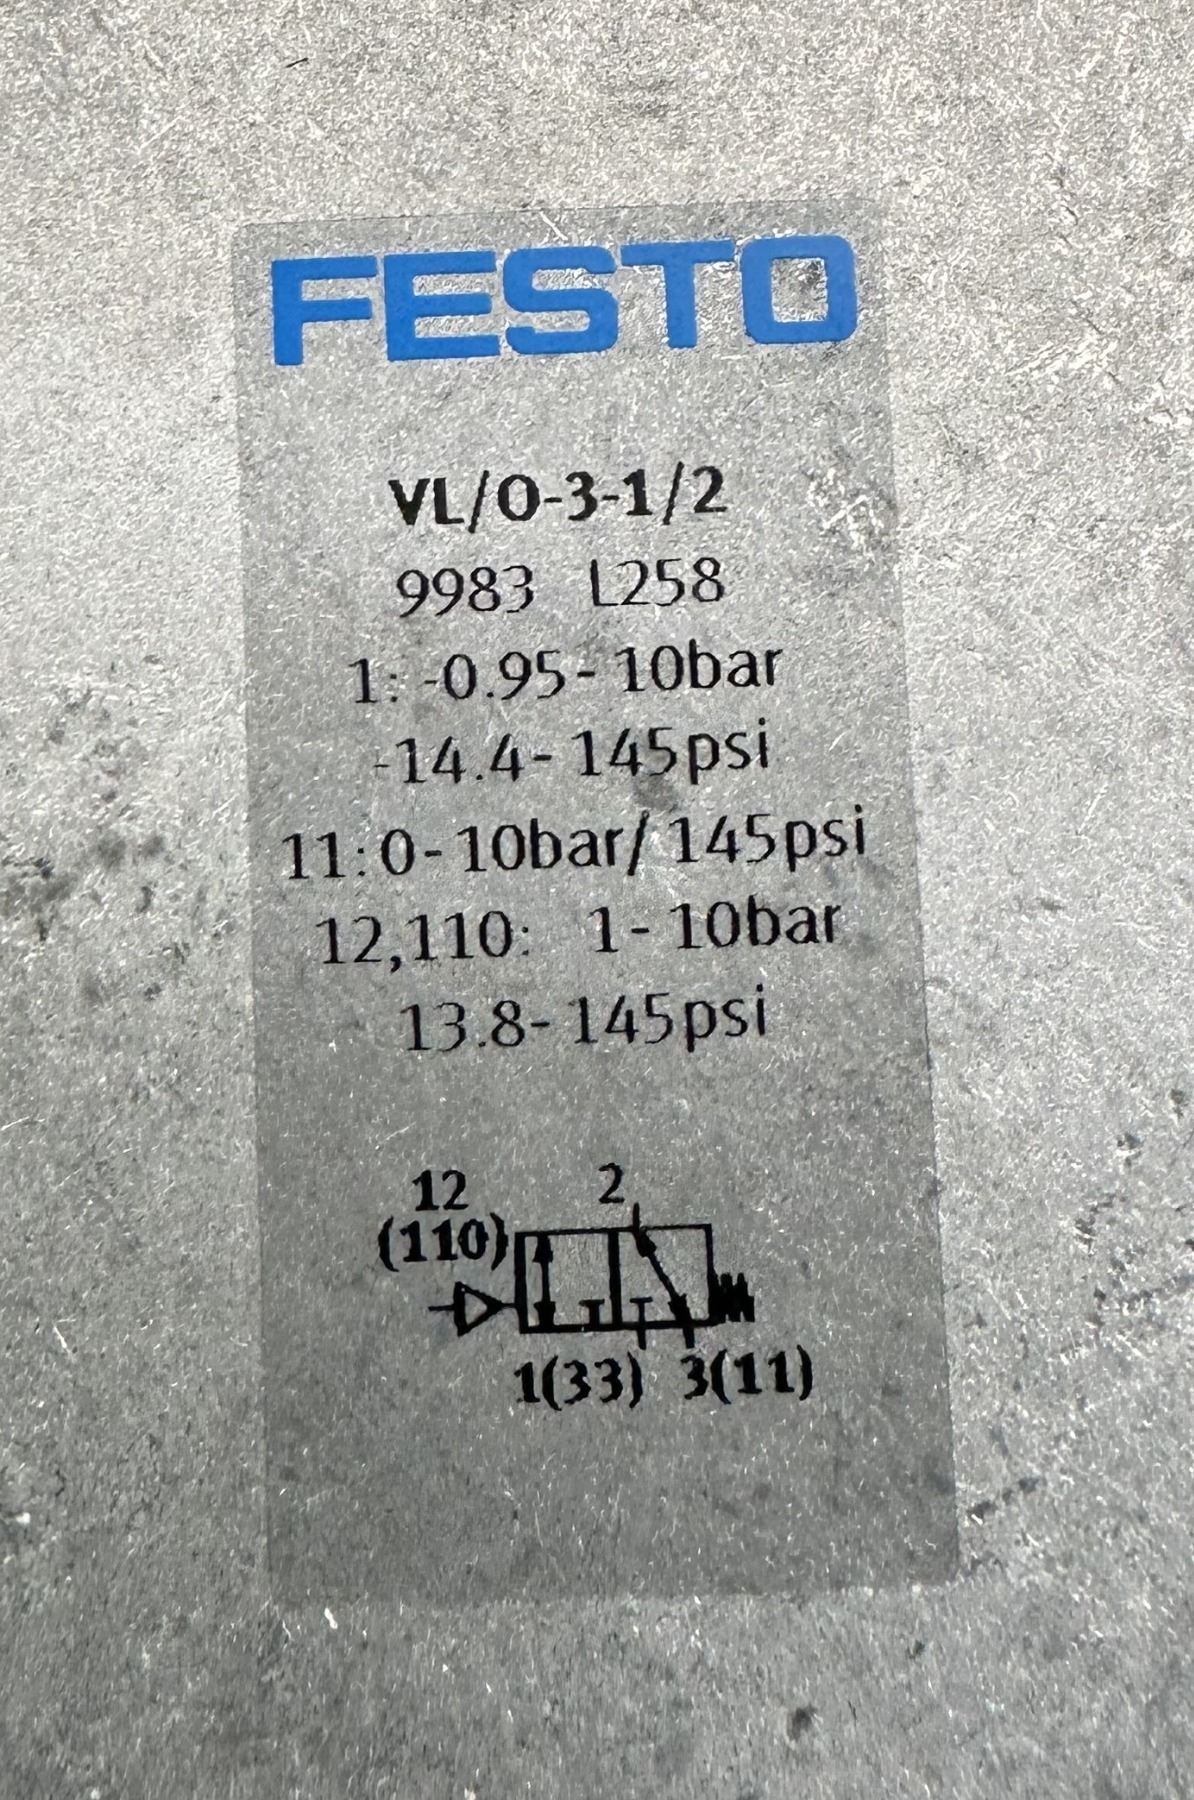 FESTO
VL/O-3-1/2
9983 L258
1: -0.95- 10bar
-14.4- 145psi
11: 0- 10bar/ 145psi
12,110: 1- 10bar
13.8- 145psi
12 2
(110)
1(33) 3(11)